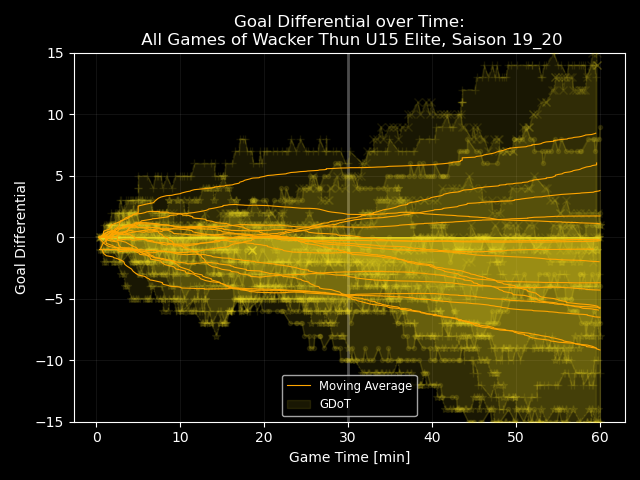 Goal Differential over Time:
All Games of Wacker Thun U15 Elite, Saison 19_20
15
10
5
0
−5
−10
−15
Goal Differential
Moving Average
GDoT
0 10 20 30 40 50 60
Game Time [min]